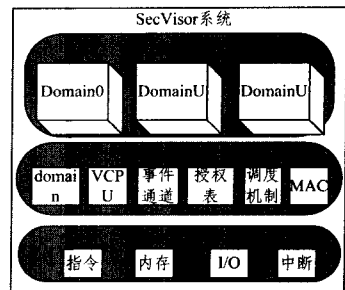 SecVisor系统
Domain0 DomainU DomainU
domai VCP 事件 授权 调度 MAC
n U 通道 表 机制
指令 内存 I/O 中断